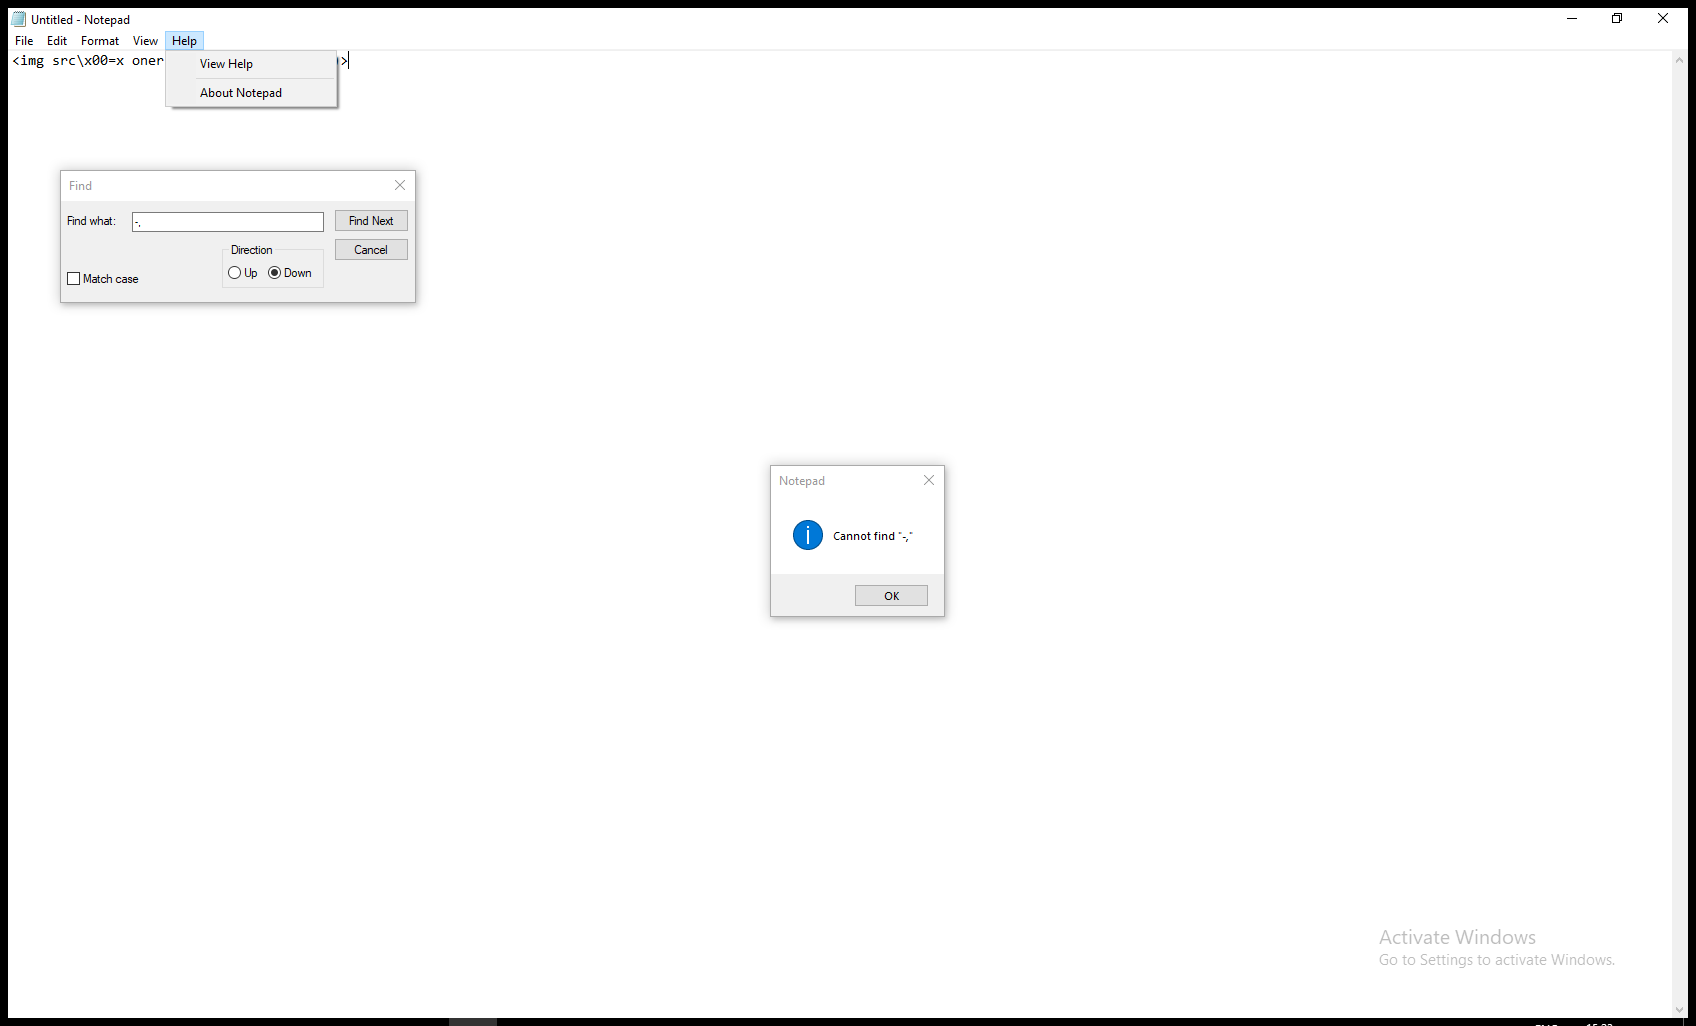 Untitled - Notepad
File Edit Format View Help
<img src\x00=x oner
>
View Help
About Notepad
Find
Find what: -, Find Next
Direction Cancel
Up Down
Match case
Notepad
Cannot find "-,"
OK
Activate Windows
Go to Settings to activate Windows.